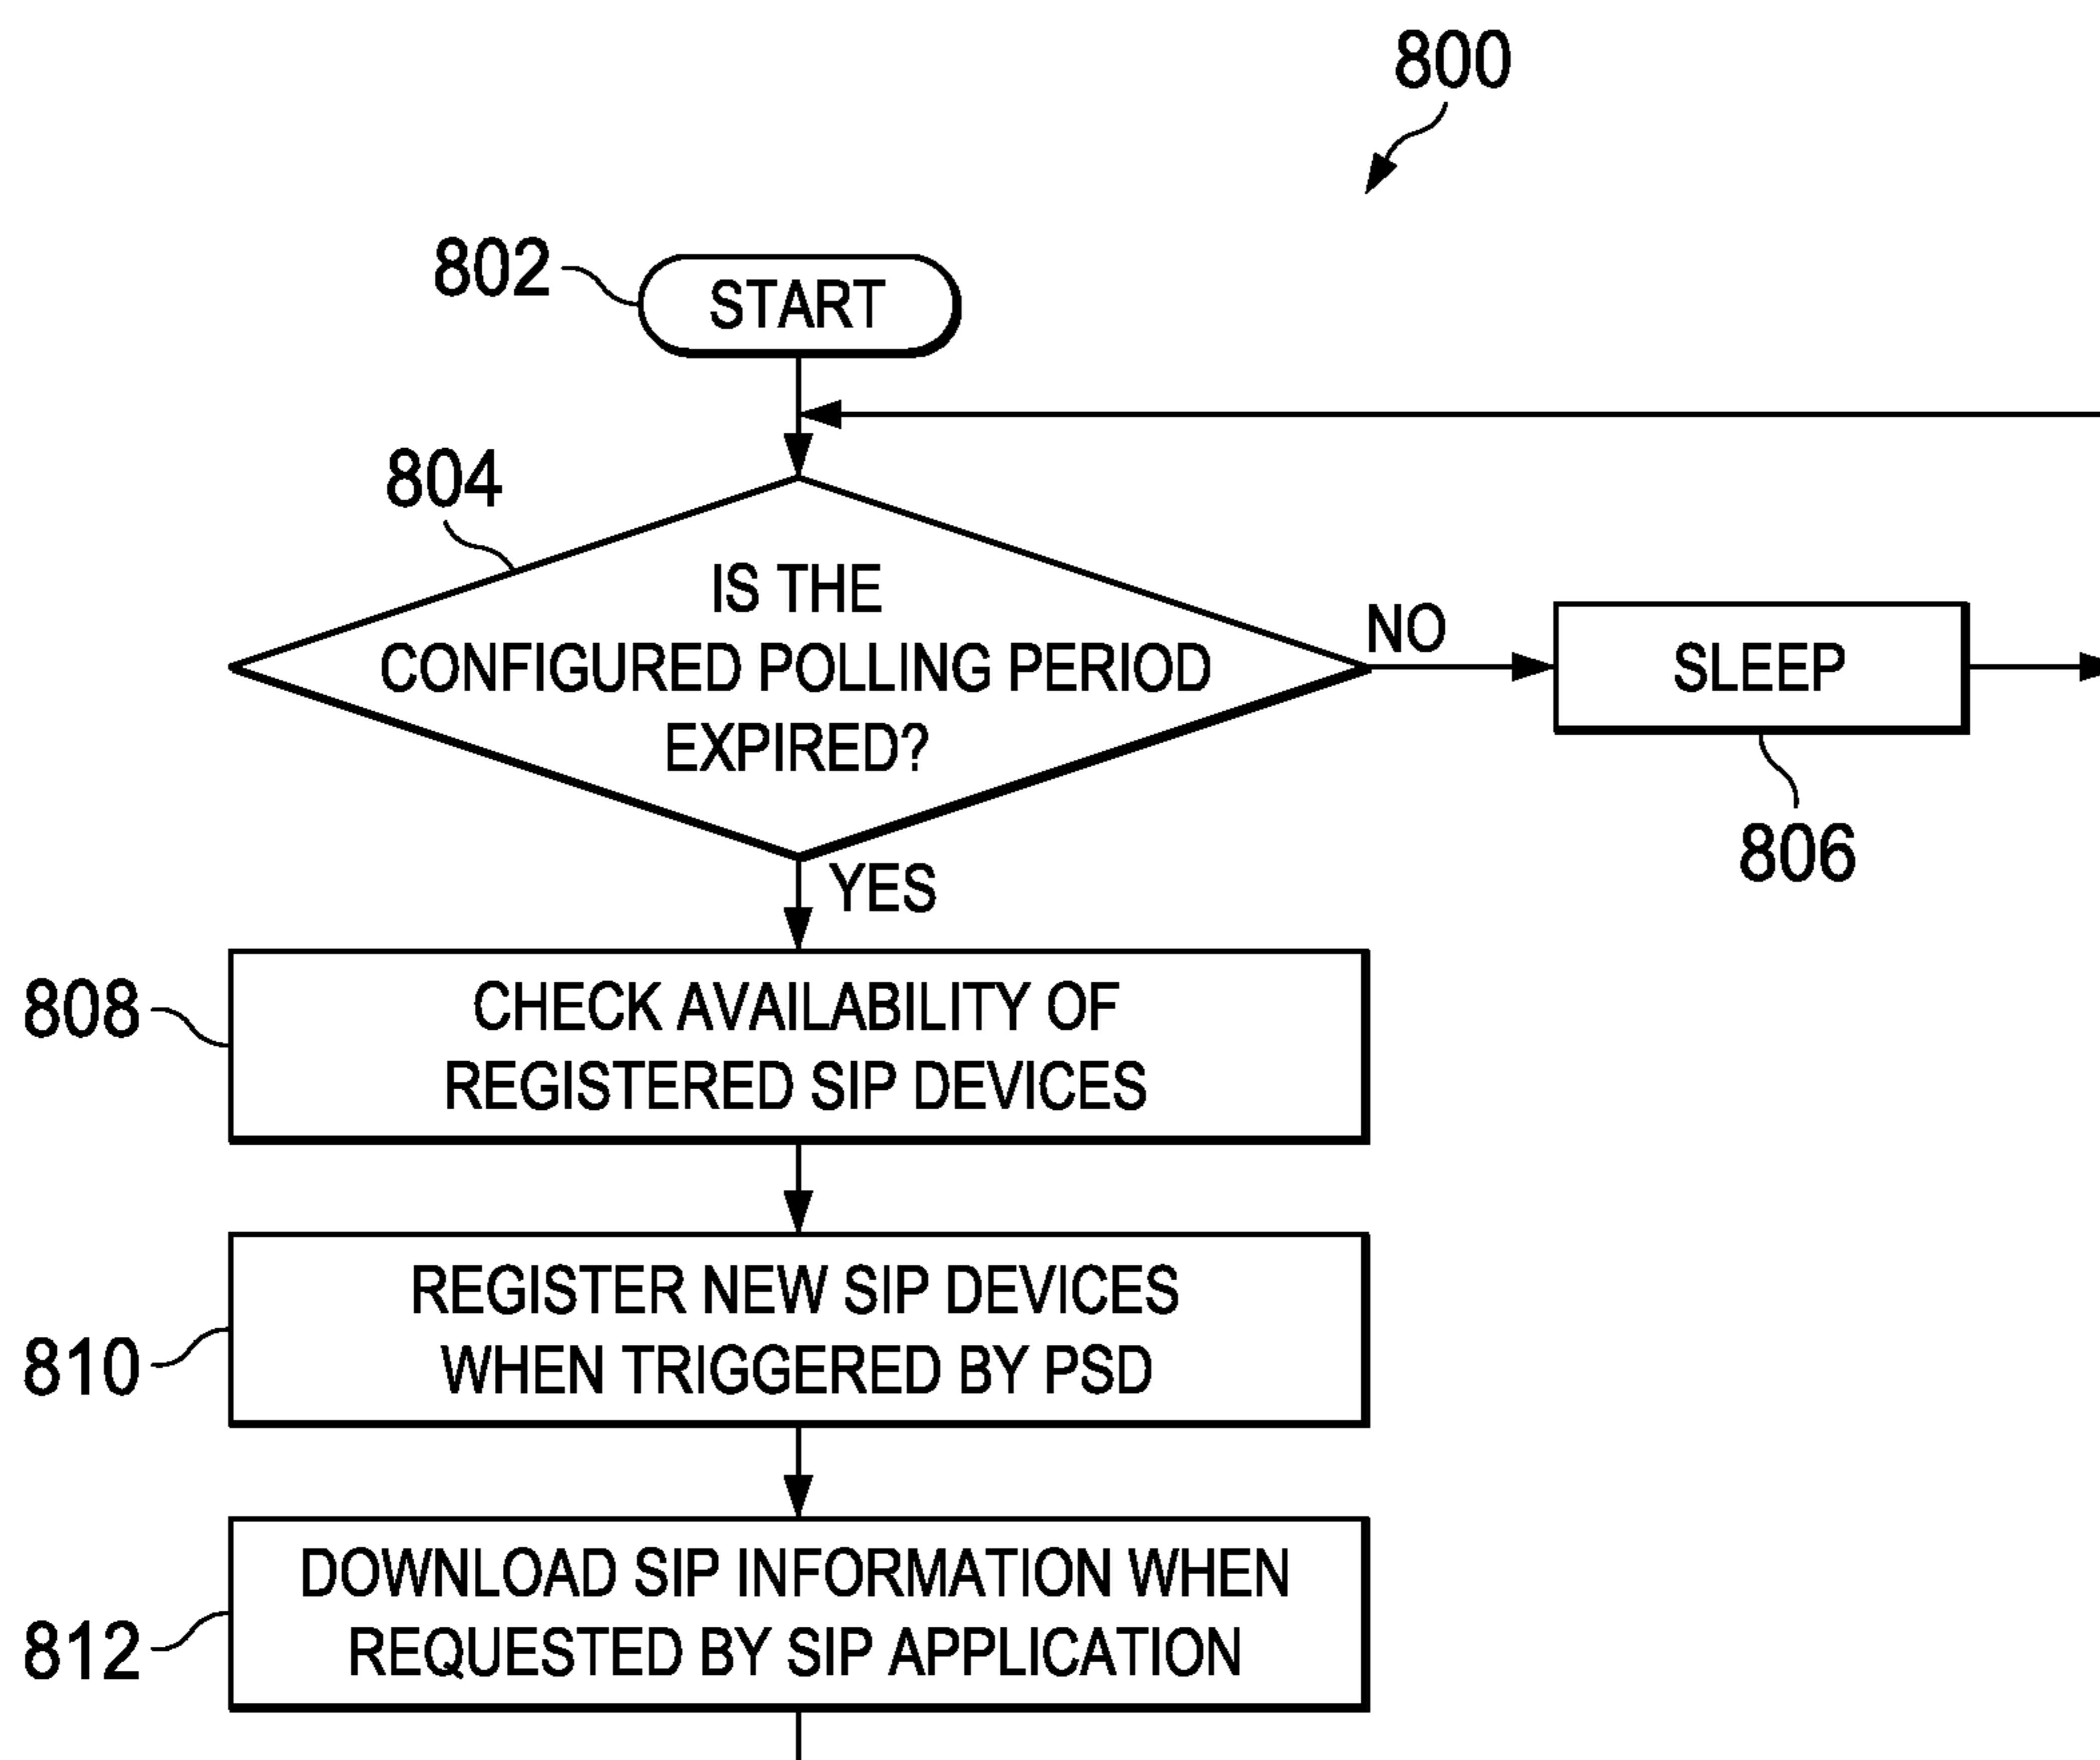 800
802
START
804
IS THE
CONFIGURED POLLING PERIOD
EXPIRED?
NO
SLEEP
806
YES
808
CHECK AVAILABILITY OF
REGISTERED SIP DEVICES
810
REGISTER NEW SIP DEVICES
WHEN TRIGGERED BY PSD
812
DOWNLOAD SIP INFORMATION WHEN
REQUESTED BY SIP APPLICATION